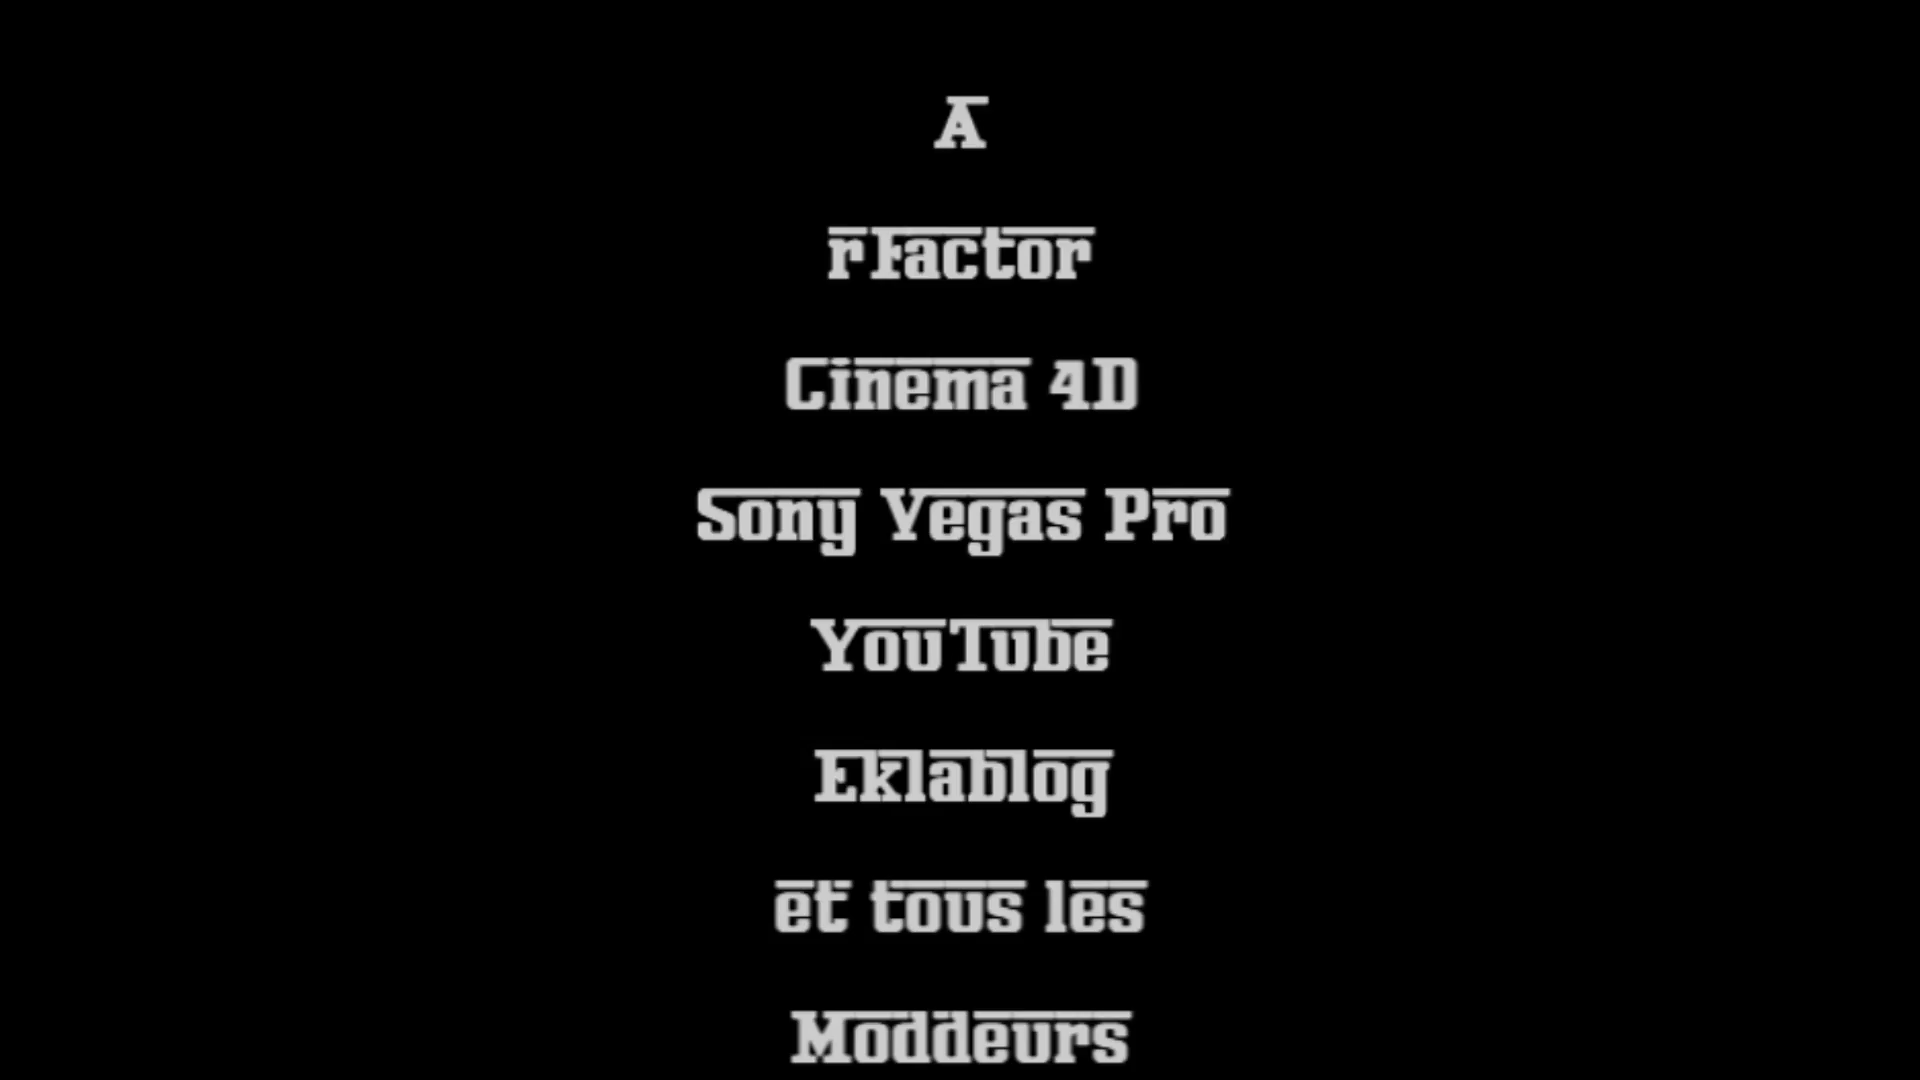 A
rFactor
Cinema 4D
Sony Vegas Pro
YouTube
Eklablog
et tous les
Moddeurs